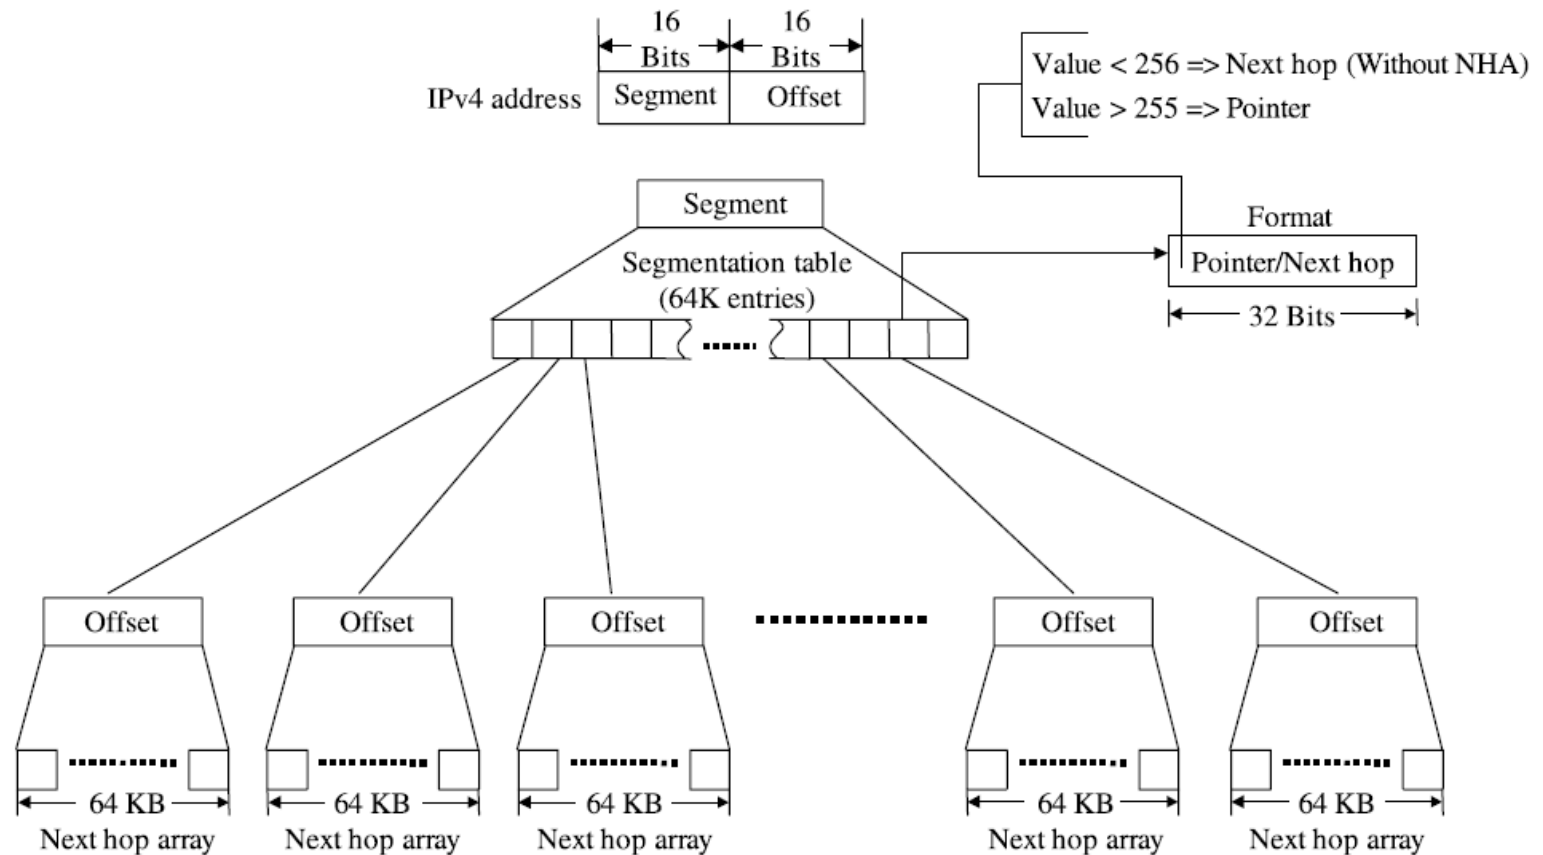 16
Bits
16
Bits
IPv4 address
Segment
Offset
Value < 256 => Next hop (Without NHA)
Value > 255 => Pointer
Segment
Segmentation table
(64K entries)
Format
Pointer/Next hop
32 Bits
Offset
Offset
Offset
Offset
Offset
64 KB
64 KB
64 KB
64 KB
64 KB
Next hop array
Next hop array
Next hop array
Next hop array
Next hop array